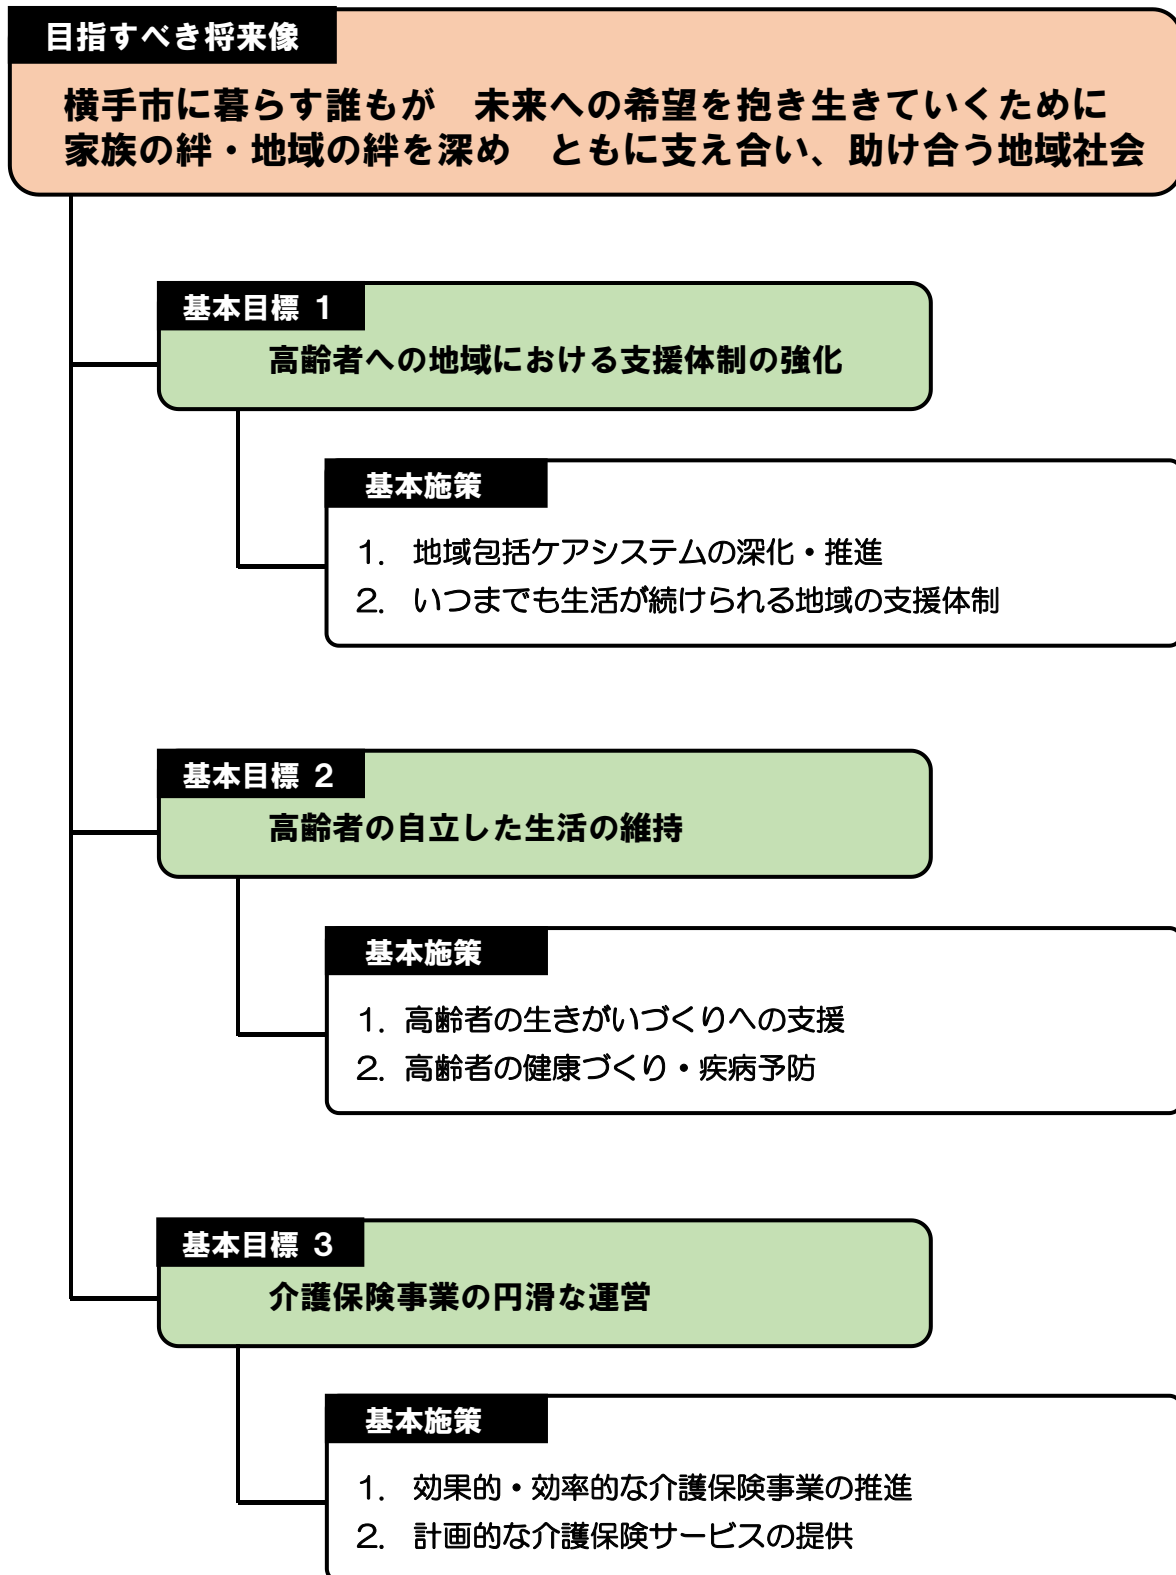 目指すべき将来像
横手市に暮らす誰もが　未来への希望を抱き生きていくために
家族の絆・地域の絆を深め　ともに支え合い、助け合う地域社会
基本目標 1
高齢者への地域における支援体制の強化
基本施策
1.　地域包括ケアシステムの深化・推進
2.　いつまでも生活が続けられる地域の支援体制
基本目標 2
高齢者の自立した生活の維持
基本施策
1. 高齢者の生きがいづくりへの支援
2. 高齢者の健康づくり・疾病予防
基本目標 3
介護保険事業の円滑な運営
基本施策
1.　効果的・効率的な介護保険事業の推進
2.　計画的な介護保険サービスの提供